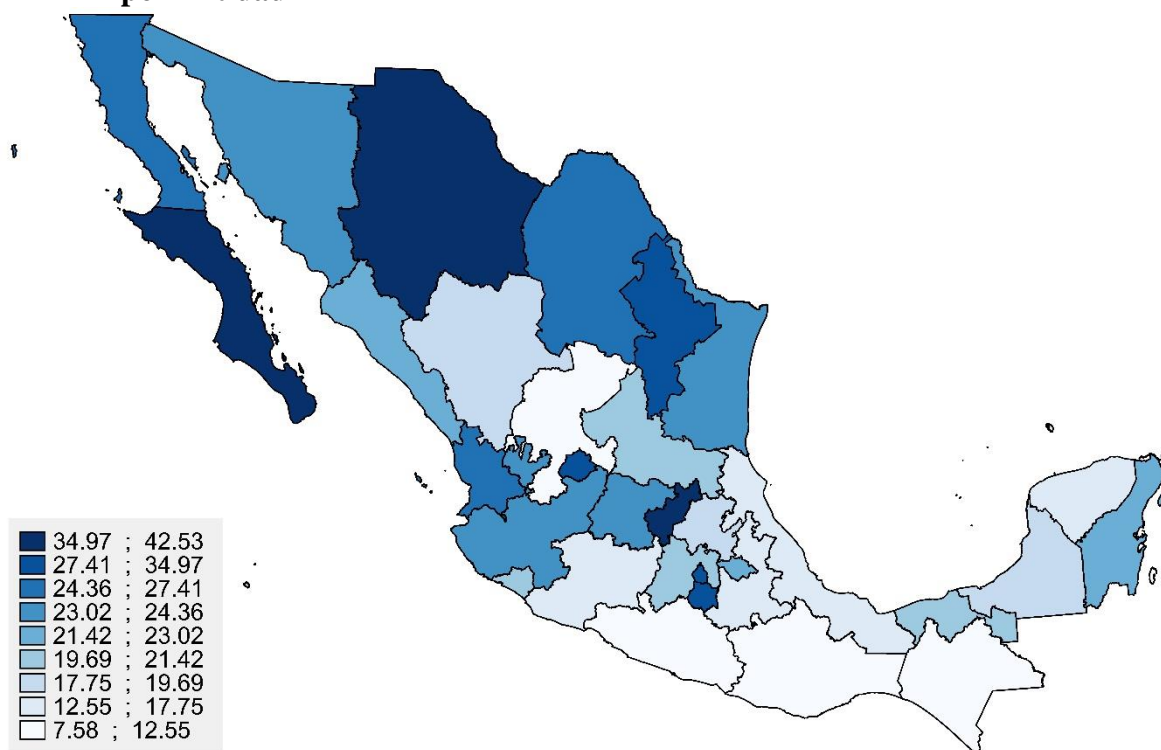 34.97 ; 42.53
27.41 ; 34.97
24.36 ; 27.41
23.02 ; 24.36
21.42 ; 23.02
19.69 ; 21.42
17.75 ; 19.69
12.55 ; 17.75
7.58 ; 12.55